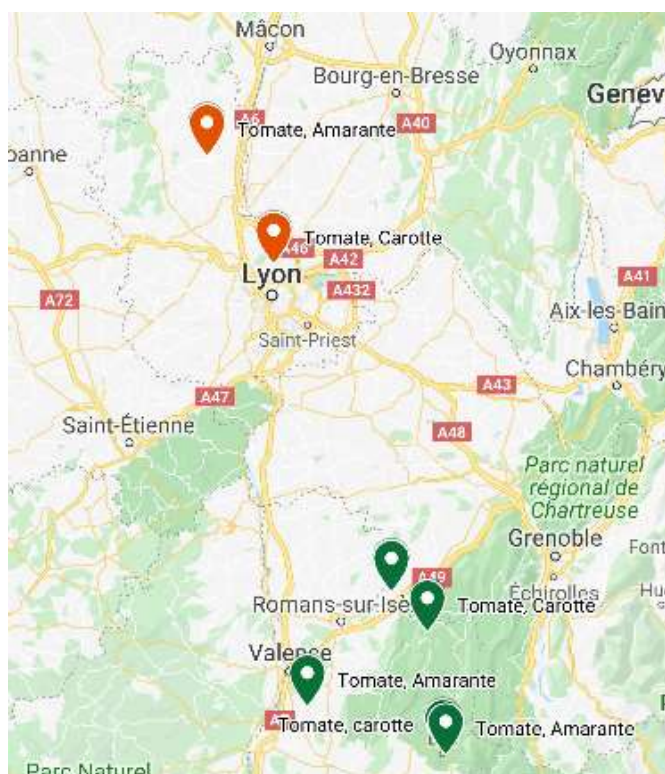 Mâcon
Oyonnax
Bourg-en-Bresse
Genev
A6
A40
Tomate, Amarante
oanne
Tomate, Carotte
A46
A42
Lyon
A41
A72
A432
Aix-les-Bain
Saint-Priest
Chambéry
A43
A47
Saint-Étienne
A48
Parc naturel
régional de
Chartreuse
Grenoble
Font
A49
Échirolles
Hu
Romans-sur-Isè
Tomate, Carotte
Valence
Tomate, Amarante
Tomate, carotte
Tomate, Amarante
Parc Naturel